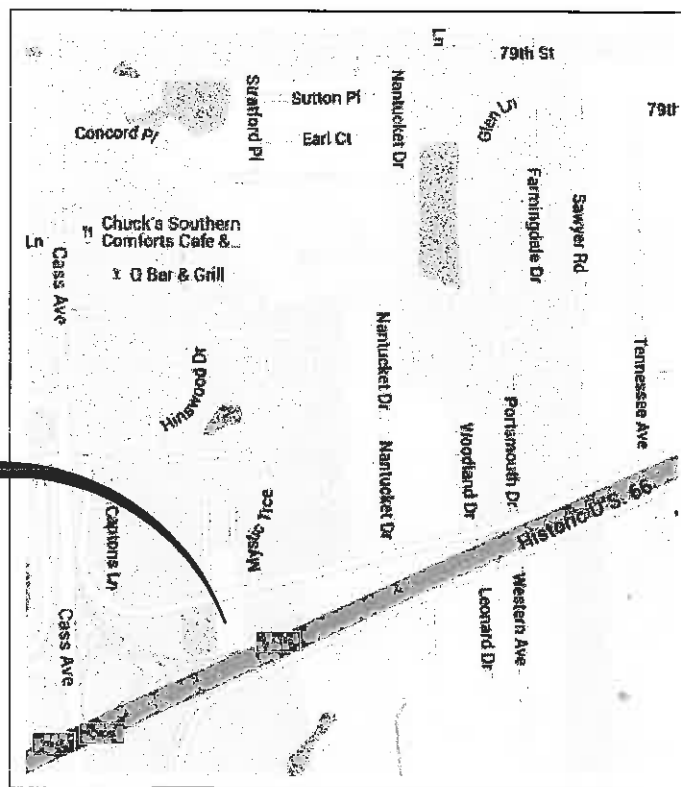 Ln
79th St
Stratford Pl
Sutton Pl
Nantucket Dr
Glen Ln
79th
Concord Pl
Earl Ct
Farmingdale Dr
Sawyer Rd
Chuck's Southern
Comforts Cafe &...
Ln
Cass Ave
Q Bar & Grill
Nantucket Dr
Tennessee Ave
Hinswood Dr
Portsmouth Dr
Woodland Dr
Nantucket Dr
Mystic Trce
Captons Ln
Historic U.S. 66
Cass Ave
Leonard Dr
Western Ave